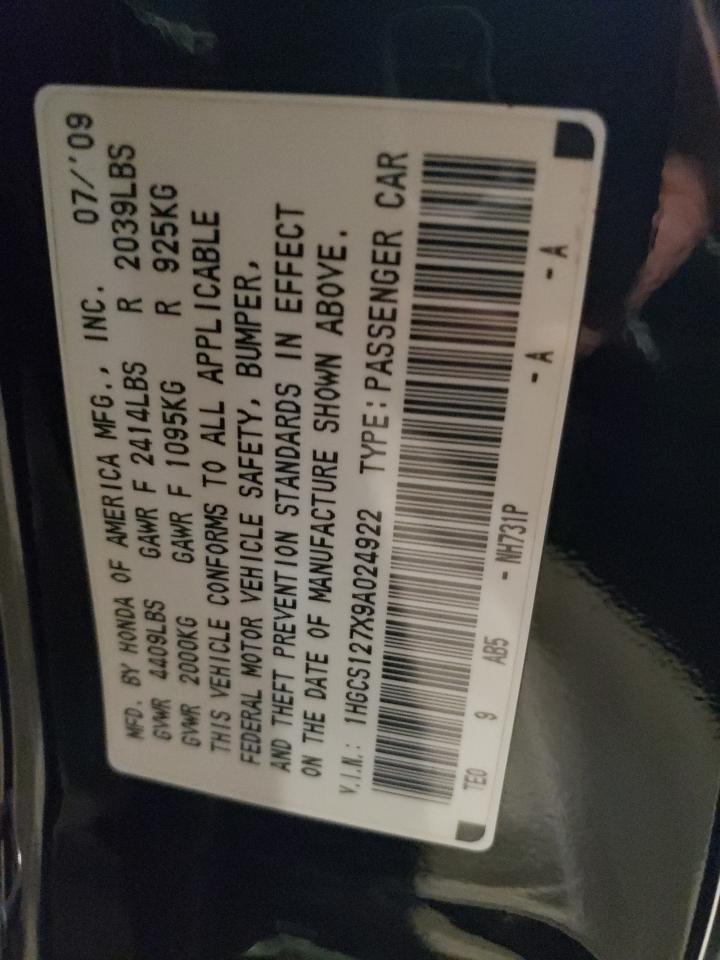 MFD. BY HONDA OF AMERICA MFG., INC. 07/'09
GVWR 4409LBS GAWR F 2414LBS R 2039LBS
GVWR 2000KG GAWR F 1095KG R 925KG
THIS VEHICLE CONFORMS TO ALL APPLICABLE
FEDERAL MOTOR VEHICLE SAFETY, BUMPER,
AND THEFT PREVENTION STANDARDS IN EFFECT
ON THE DATE OF MANUFACTURE SHOWN ABOVE.
V.I.N.: 1HGCS127X9A024922 TYPE:PASSENGER CAR
TE0 9 AB5 - NH731P - A - A